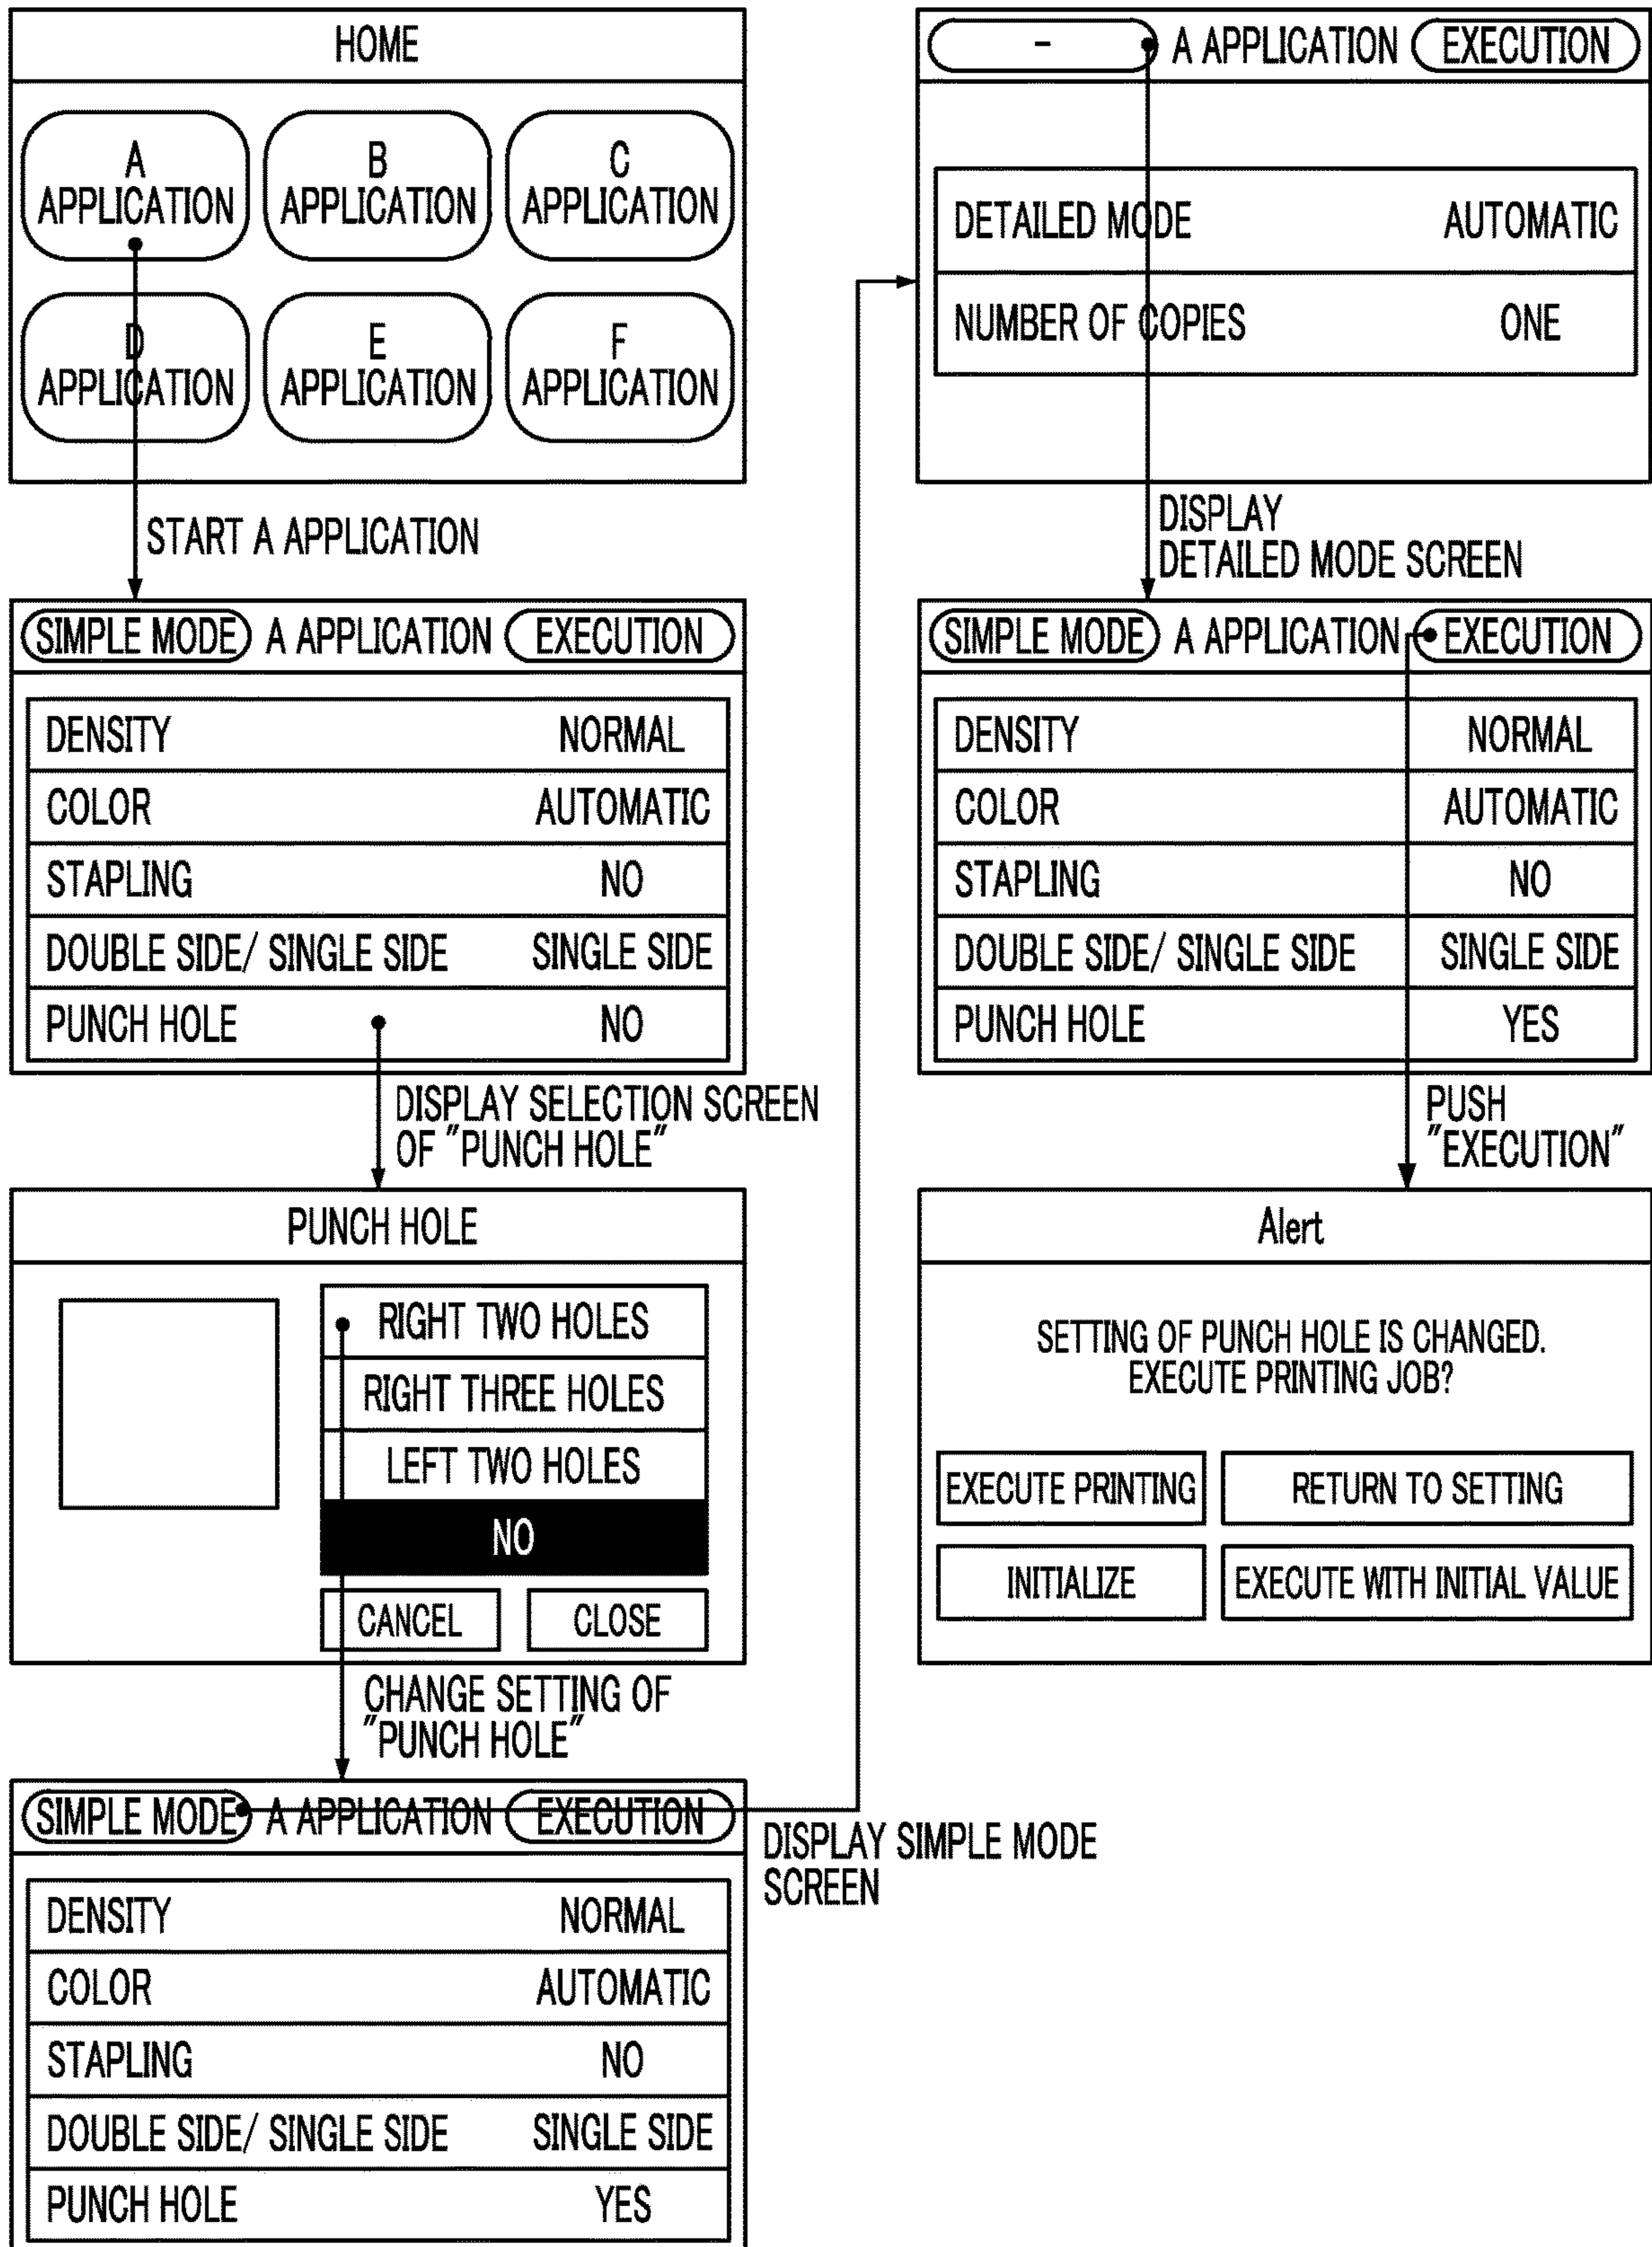 HOME
A
APPLICATION
B
APPLICATION
C
APPLICATION
D
APPLICATION
E
APPLICATION
F
APPLICATION
START A APPLICATION
SIMPLE MODE A APPLICATION EXECUTION
DENSITY NORMAL
COLOR AUTOMATIC
STAPLING NO
DOUBLE SIDE/ SINGLE SIDE SINGLE SIDE
PUNCH HOLE NO
DISPLAY SELECTION SCREEN
OF "PUNCH HOLE"
PUNCH HOLE
RIGHT TWO HOLES
RIGHT THREE HOLES
LEFT TWO HOLES
NO
CANCEL CLOSE
CHANGE SETTING OF
"PUNCH HOLE"
SIMPLE MODE A APPLICATION EXECUTION
DENSITY NORMAL
COLOR AUTOMATIC
STAPLING NO
DOUBLE SIDE/ SINGLE SIDE SINGLE SIDE
PUNCH HOLE YES
DISPLAY SIMPLE MODE
SCREEN
- A APPLICATION EXECUTION
DETAILED MODE AUTOMATIC
NUMBER OF COPIES ONE
DISPLAY
DETAILED MODE SCREEN
SIMPLE MODE A APPLICATION EXECUTION
DENSITY NORMAL
COLOR AUTOMATIC
STAPLING NO
DOUBLE SIDE/ SINGLE SIDE SINGLE SIDE
PUNCH HOLE YES
PUSH
"EXECUTION"
Alert
SETTING OF PUNCH HOLE IS CHANGED.
EXECUTE PRINTING JOB?
EXECUTE PRINTING RETURN TO SETTING
INITIALIZE EXECUTE WITH INITIAL VALUE